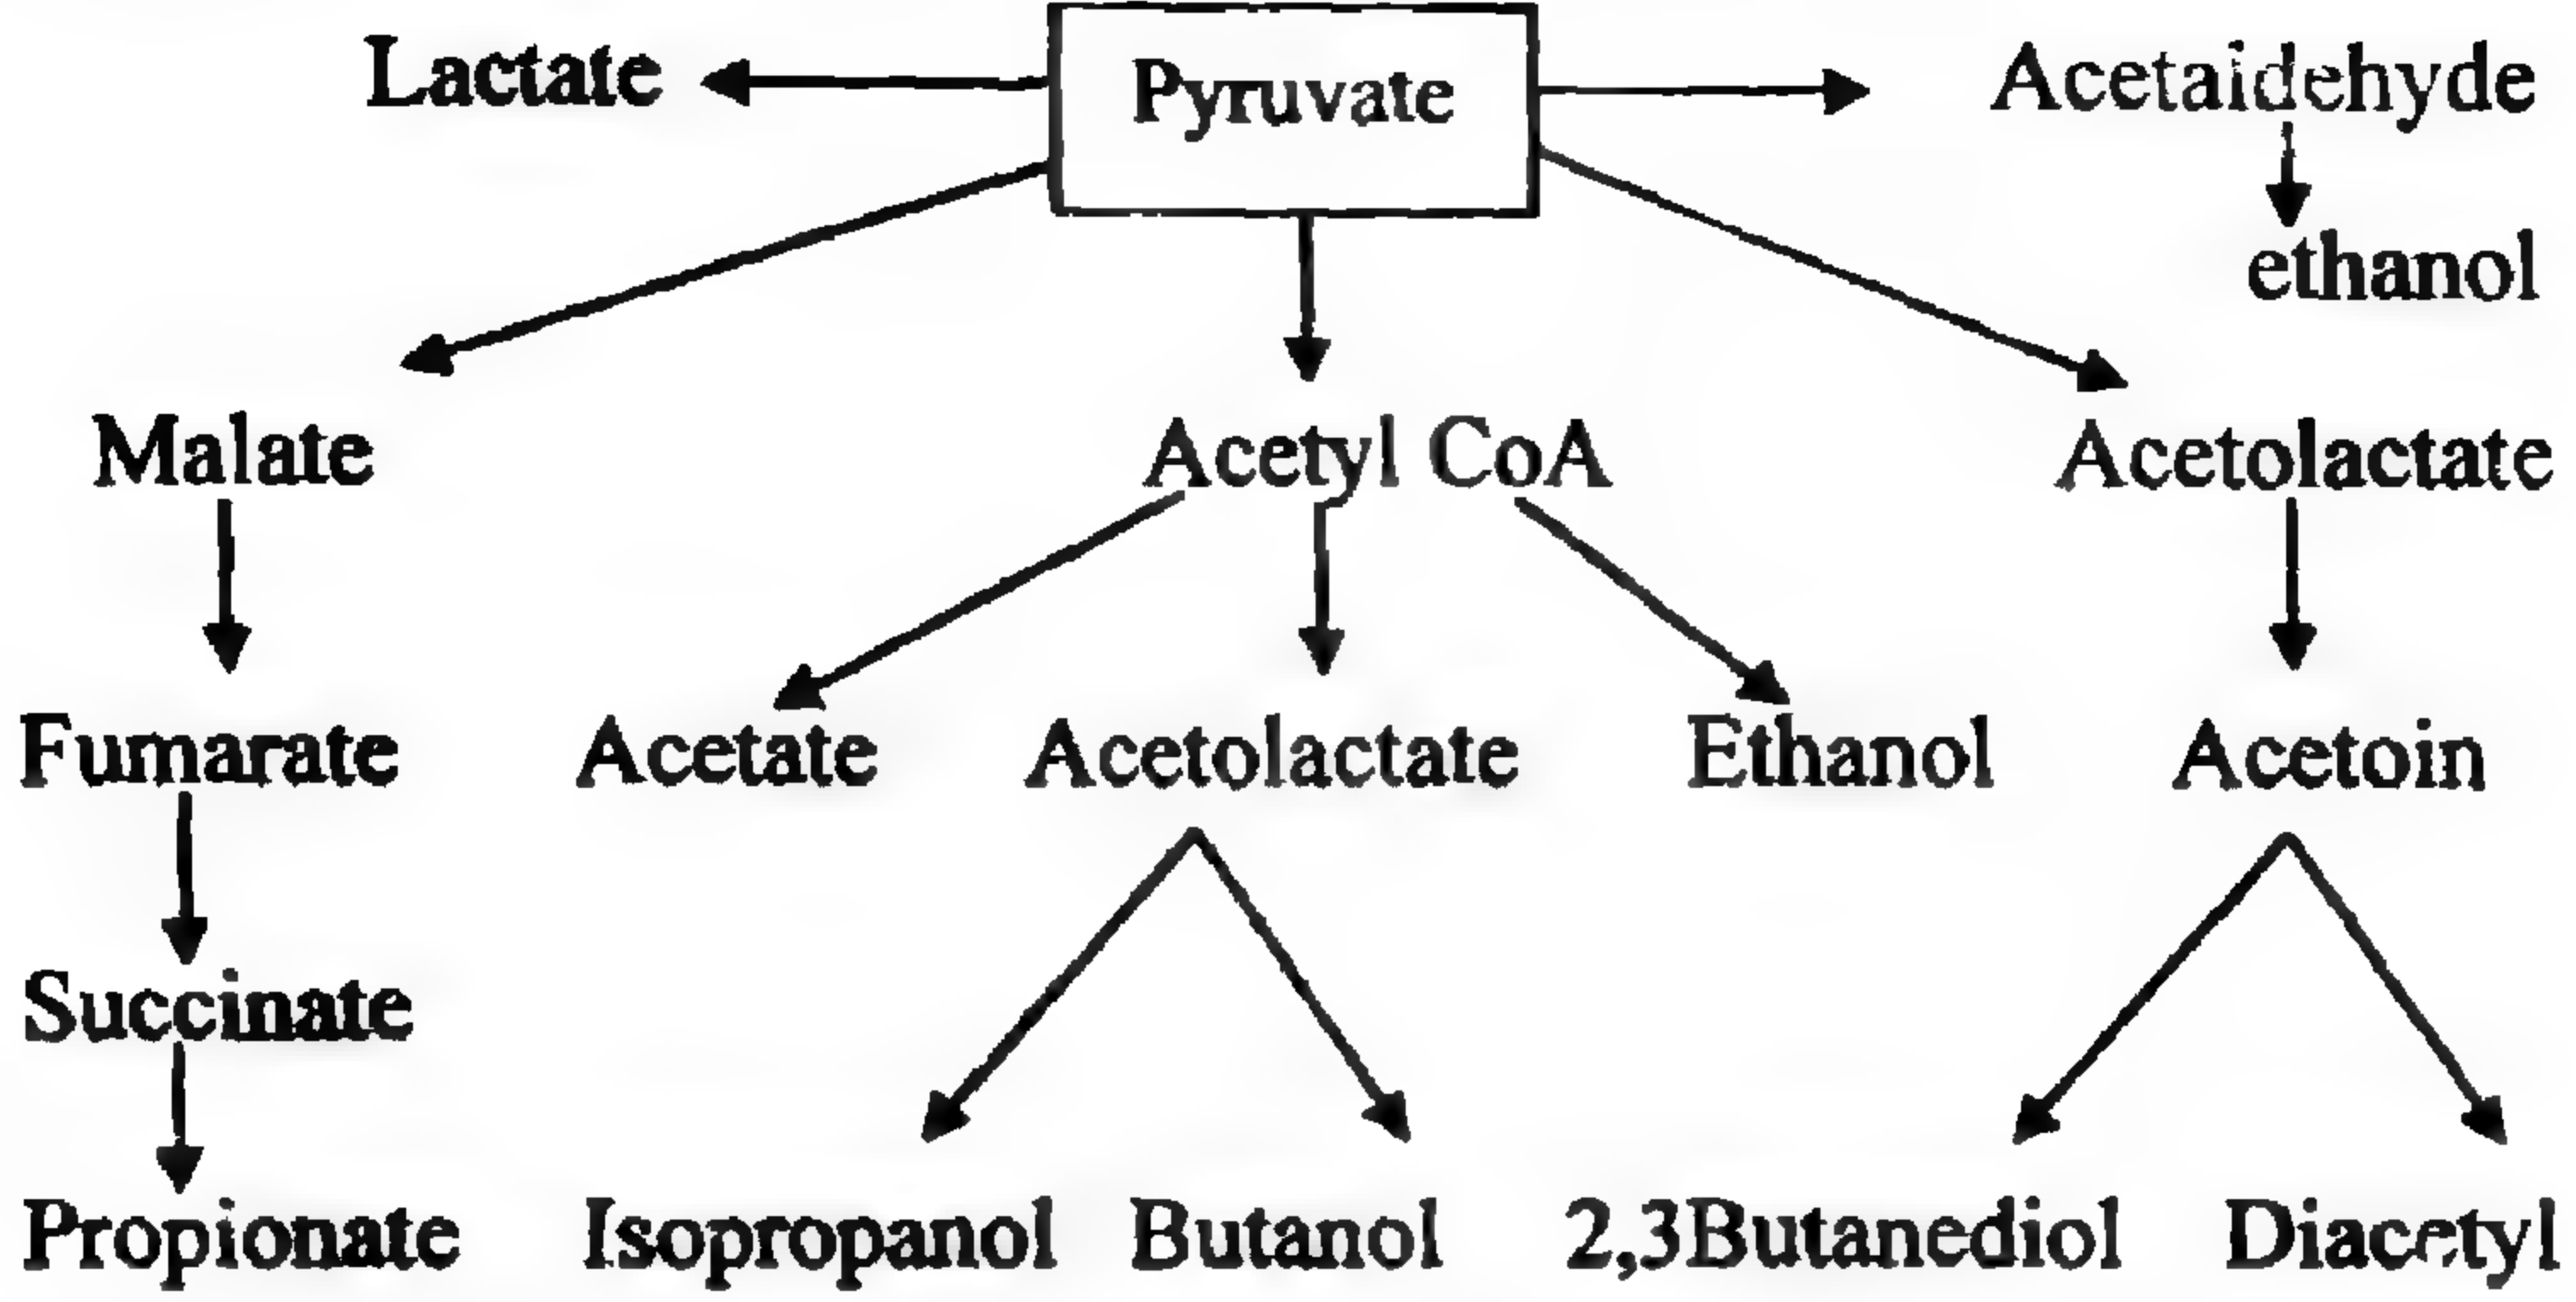 Lactate Pyruvate Acetaidehyde
ethanol
Malate Acetyl CoA Acetolactate
Fumarate Acetate Acetolactate Ethanol Acetoin
Succinate
Propionate Isopropanol Butanol 2,3Butanediol Diacetyl